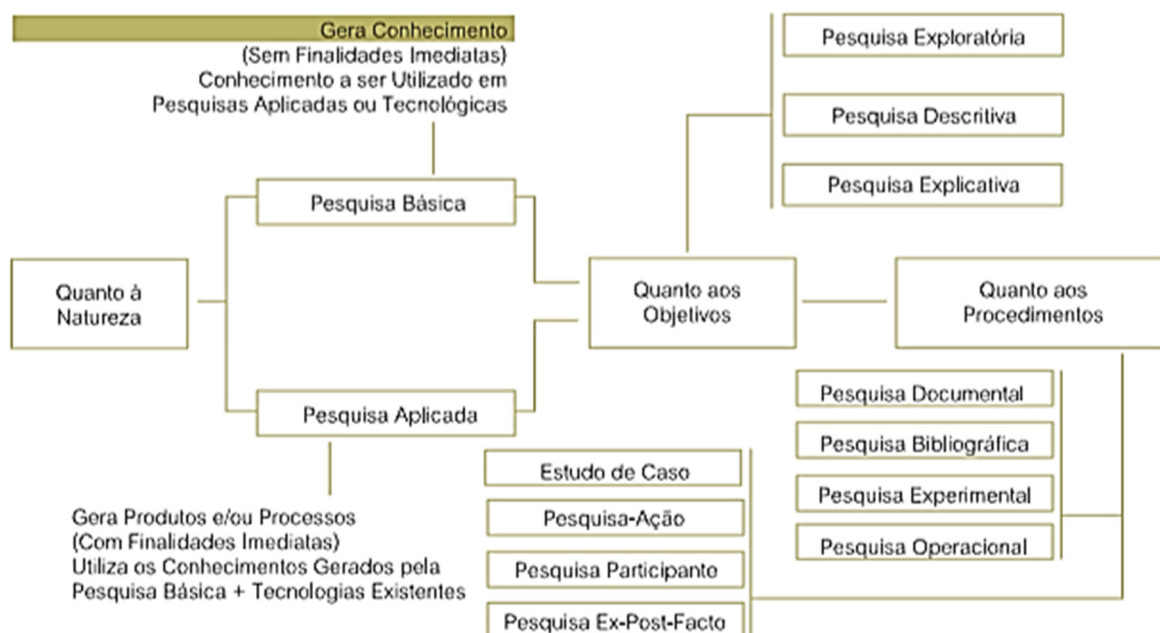 Gera Conhecimento
(Sem Finalidades Imediatas)
Conhecimento a ser Utilizado em
Pesquisas Aplicadas ou Tecnológicas
Pesquisa Básica
Quanto à
Natureza
Pesquisa Aplicada
Gera Produtos e/ou Processos
(Com Finalidades Imediatas)
Utiliza os Conhecimentos Gerados pela
Pesquisa Básica + Tecnologias Existentes
Quanto aos
Objetivos
Pesquisa Exploratória
Pesquisa Descritiva
Pesquisa Explicativa
Quanto aos
Procedimentos
Pesquisa Documental
Pesquisa Bibliográfica
Pesquisa Experimental
Pesquisa Operacional
Estudo de Caso
Pesquisa-Ação
Pesquisa Participante
Pesquisa Ex-Post-Facto